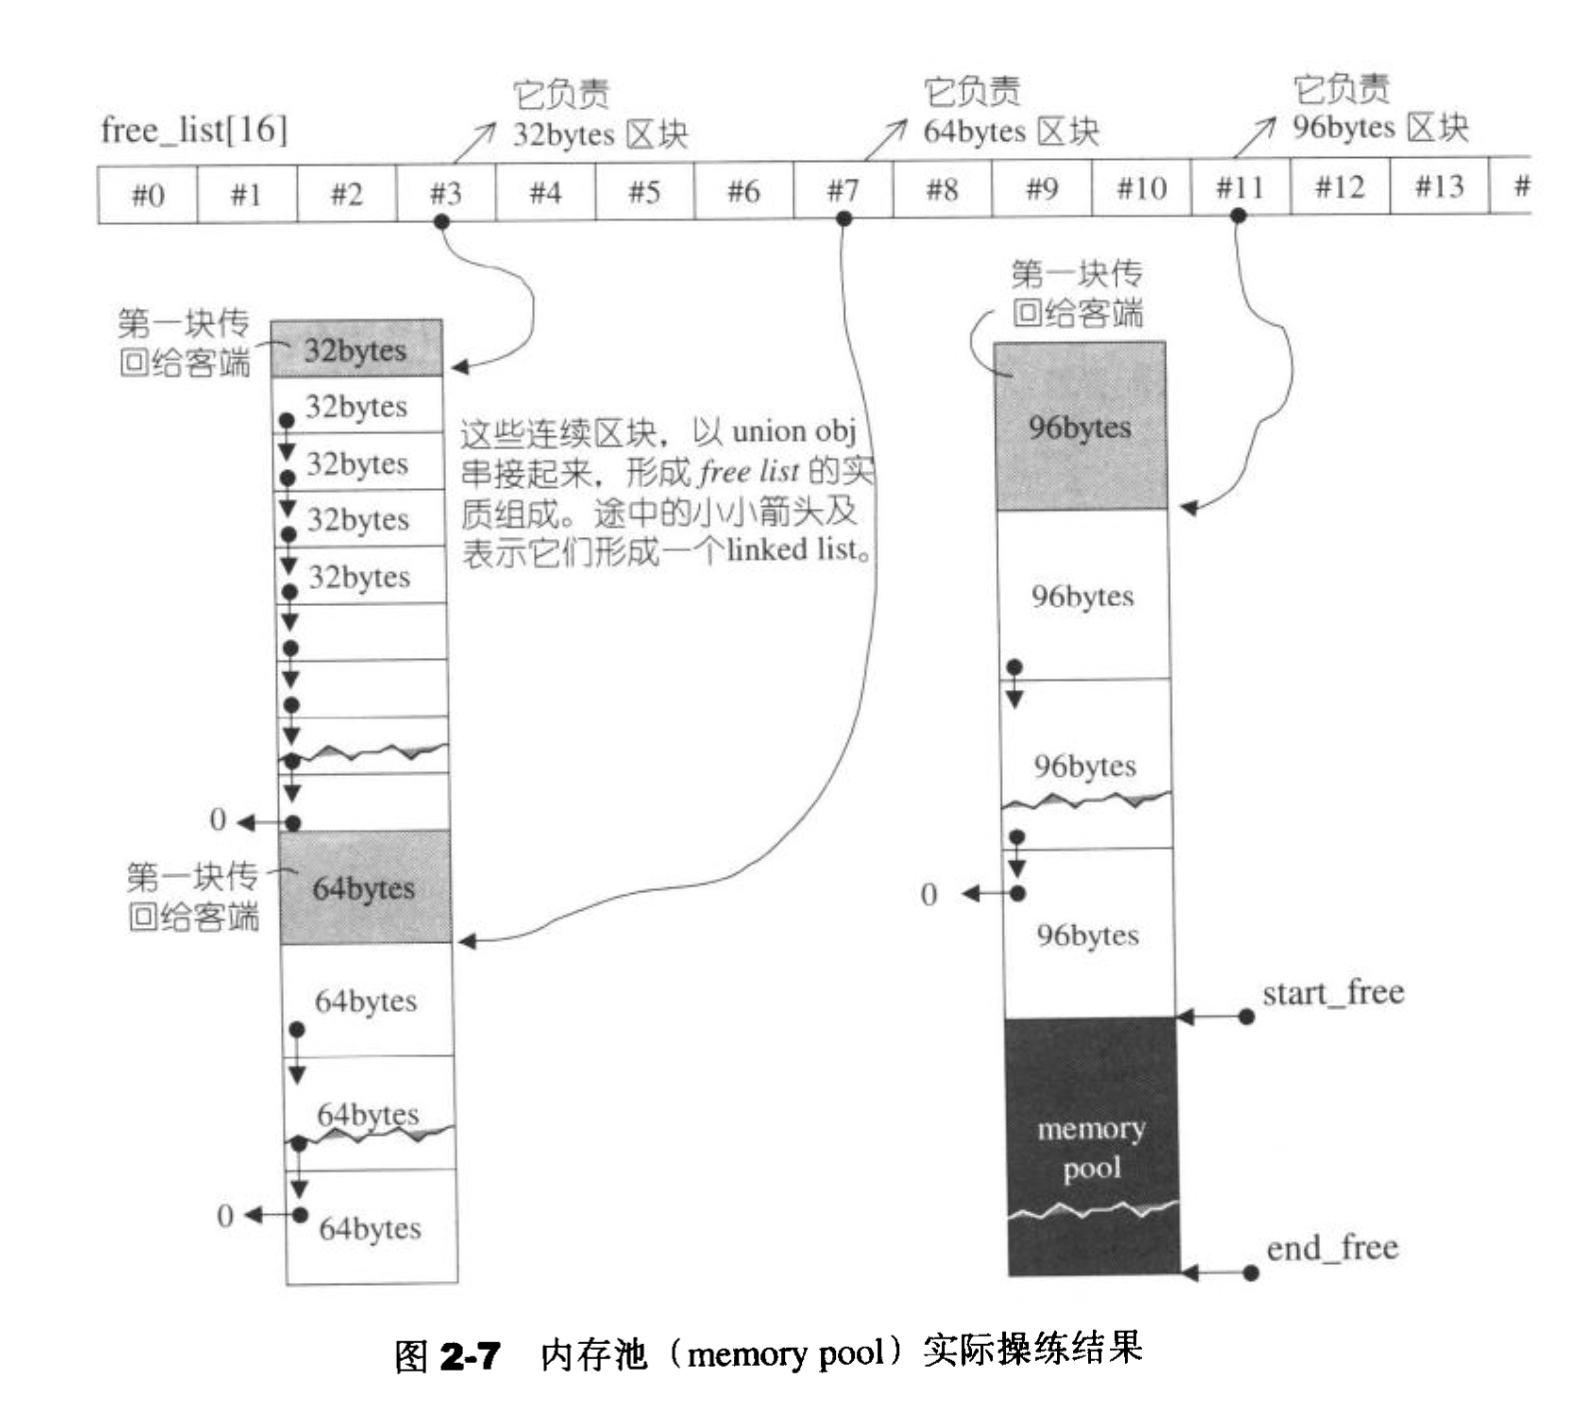 它负责
32bytes 区块
它负责
64bytes 区块
它负责
96bytes 区块
free_list[16]
#0 #1 #2 #3 #4 #5 #6 #7 #8 #9 #10 #11 #12 #13 #
第一块传
回给客端
32bytes
32bytes
32bytes
32bytes
32bytes
0
这些连续区块，以 union obj
串接起来，形成 free list 的实
质组成。途中的小小箭头及
表示它们形成一个linked list。
第一块传
回给客端
64bytes
64bytes
64bytes
0
64bytes
第一块传
回给客端
96bytes
96bytes
96bytes
0
96bytes
start_free
memory
pool
end_free
图 2-7 内存池（memory pool）实际操练结果